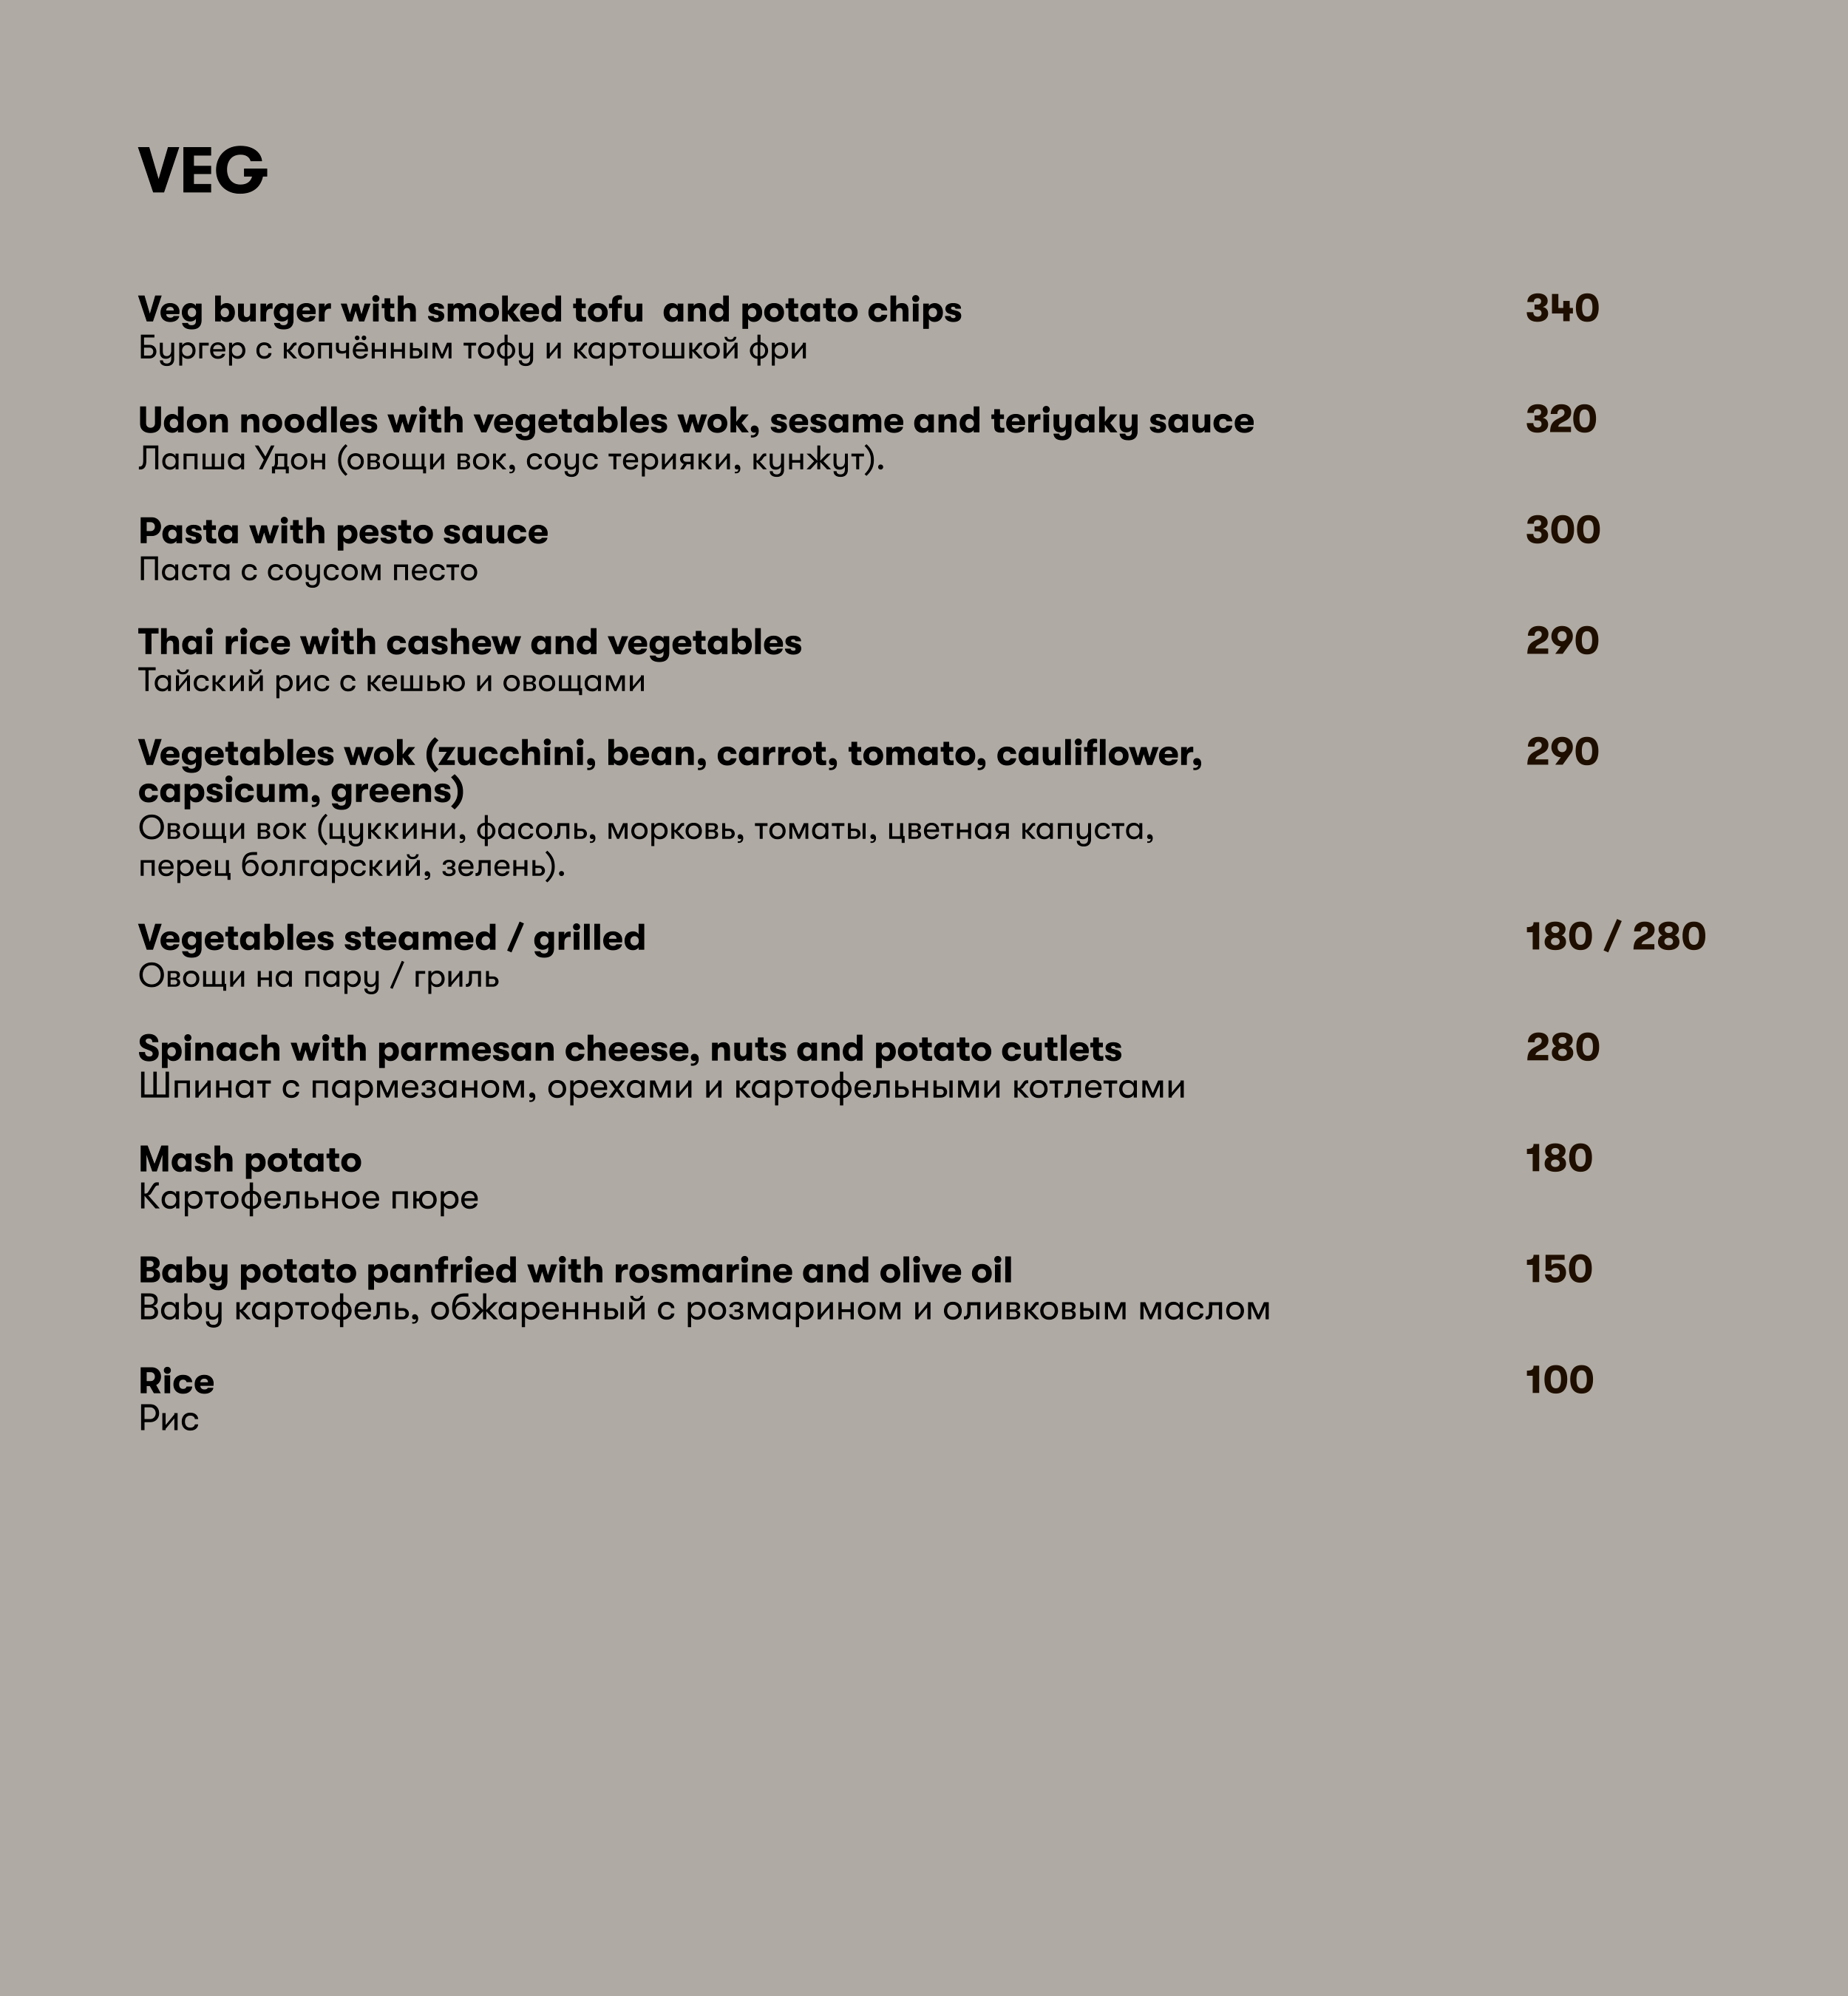 VEG
Veg burger with smoked tofu  and potato chips 340
Бургер с копчённым тофу и картошкой фри
Udon noodles with vegetables wok, sesame and teriyaky sauce 320
Лапша Удон (овощи вок, соус терияки, кунжут).
Pasta with pesto sauce 300
Паста с соусом песто
Thai rice with cashew and vegetables 290
Тайский рис с кешью и овощами
Vegetables wok (zucchini, bean, carrot, tomato, cauliflower, 290
capsicum, greens)
Овощи вок (цуккини, фасоль, морковь, томаты, цветная капуста,
перец болгарский, зелень).
Vegetables steamed / grilled 180 / 280
Овощи на пару / гриль
Spinach with parmesan cheese, nuts and potato cutlets 280
Шпинат с пармезаном, орехами и картофельными котлетами
Mash potato 180
Картофельное пюре
Baby potato panfried with rosmarine and olive oil 150
Baby картофель, обжаренный с розмарином и оливковым маслом
Rice 100
Рис